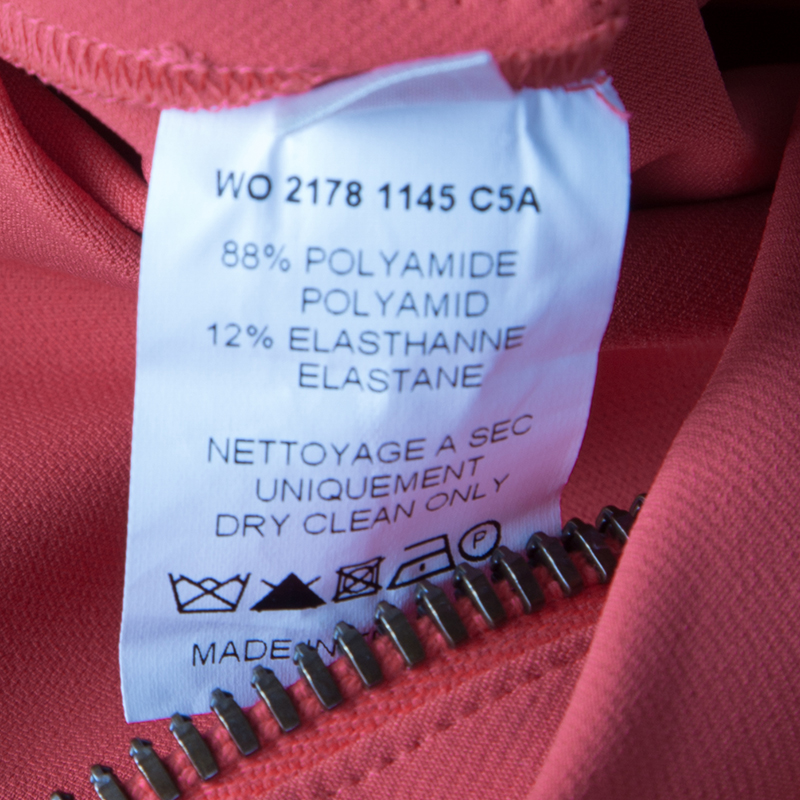 WO 2178 1145 C5A
88% POLYAMIDE
POLYAMID
12% ELASTHANNE
ELASTANE
NETTOYAGE A SEC
UNIQUEMENT
DRY CLEAN ONLY
P
MADE IN